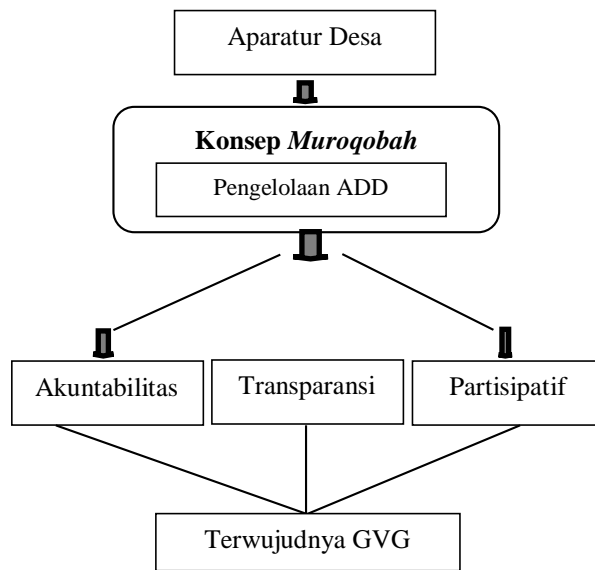 Aparatur Desa
Konsep Muroqobah
Pengelolaan ADD
Akuntabilitas
Transparansi
Partisipatif
Terwujudnya GVG